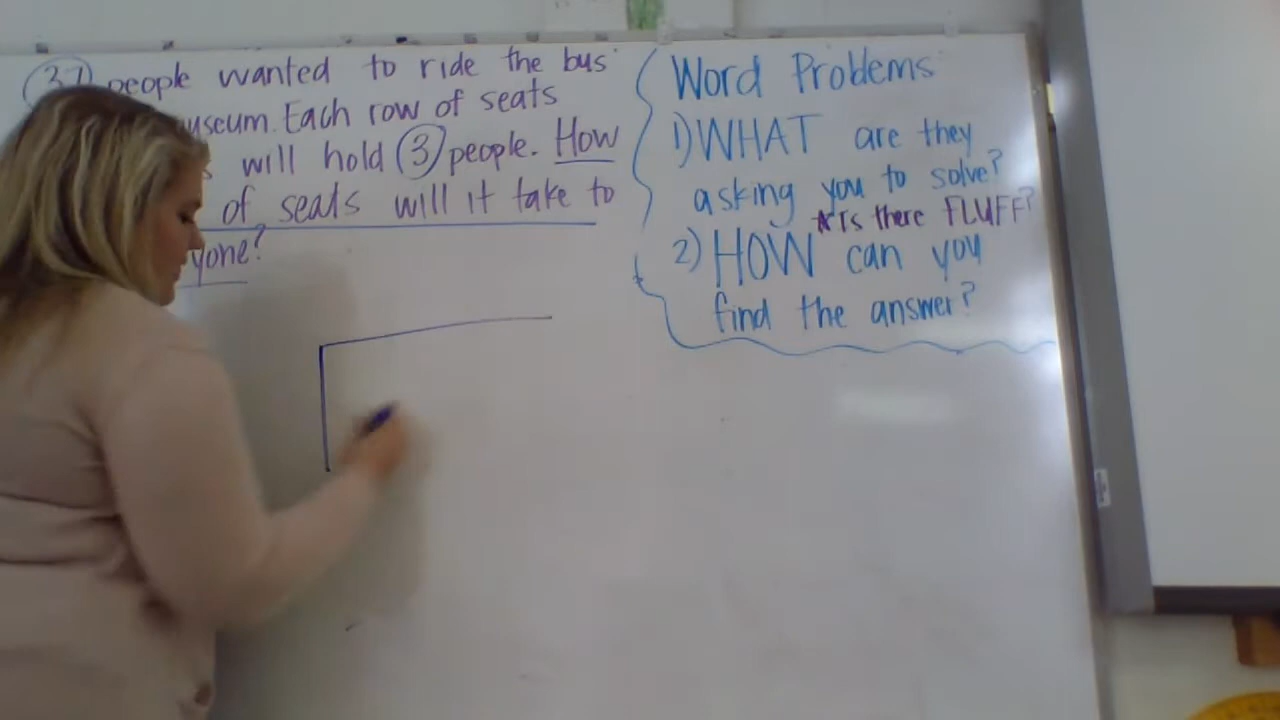 people wanted to ride the bus
useum. Each row of seats
will hold 3 people. How
of seats will it take to
yone?
Word Problems
1) WHAT are they
asking you to solve?
*Is there FLUFF?
2) HOW can you
find the answer?